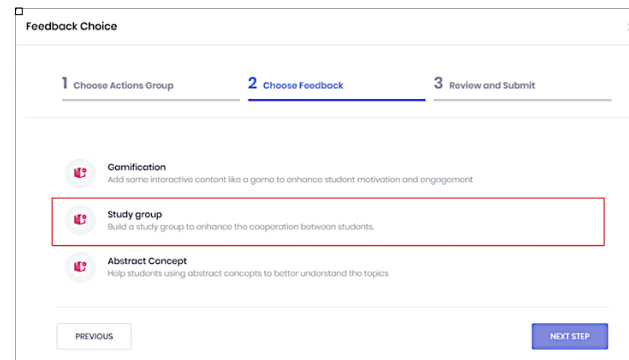 Feedback Choice
1 Choose Actions Group
2 Choose Feedback
3 Review and Submit
Gamification
Add some interactive content like a game to enhance student motivation and engagement
Study group
Build a study group to enhance the cooperation between students.
Abstract Concept
Help students using abstract concepts to better understand the topics
PREVIOUS
NEXT STEP